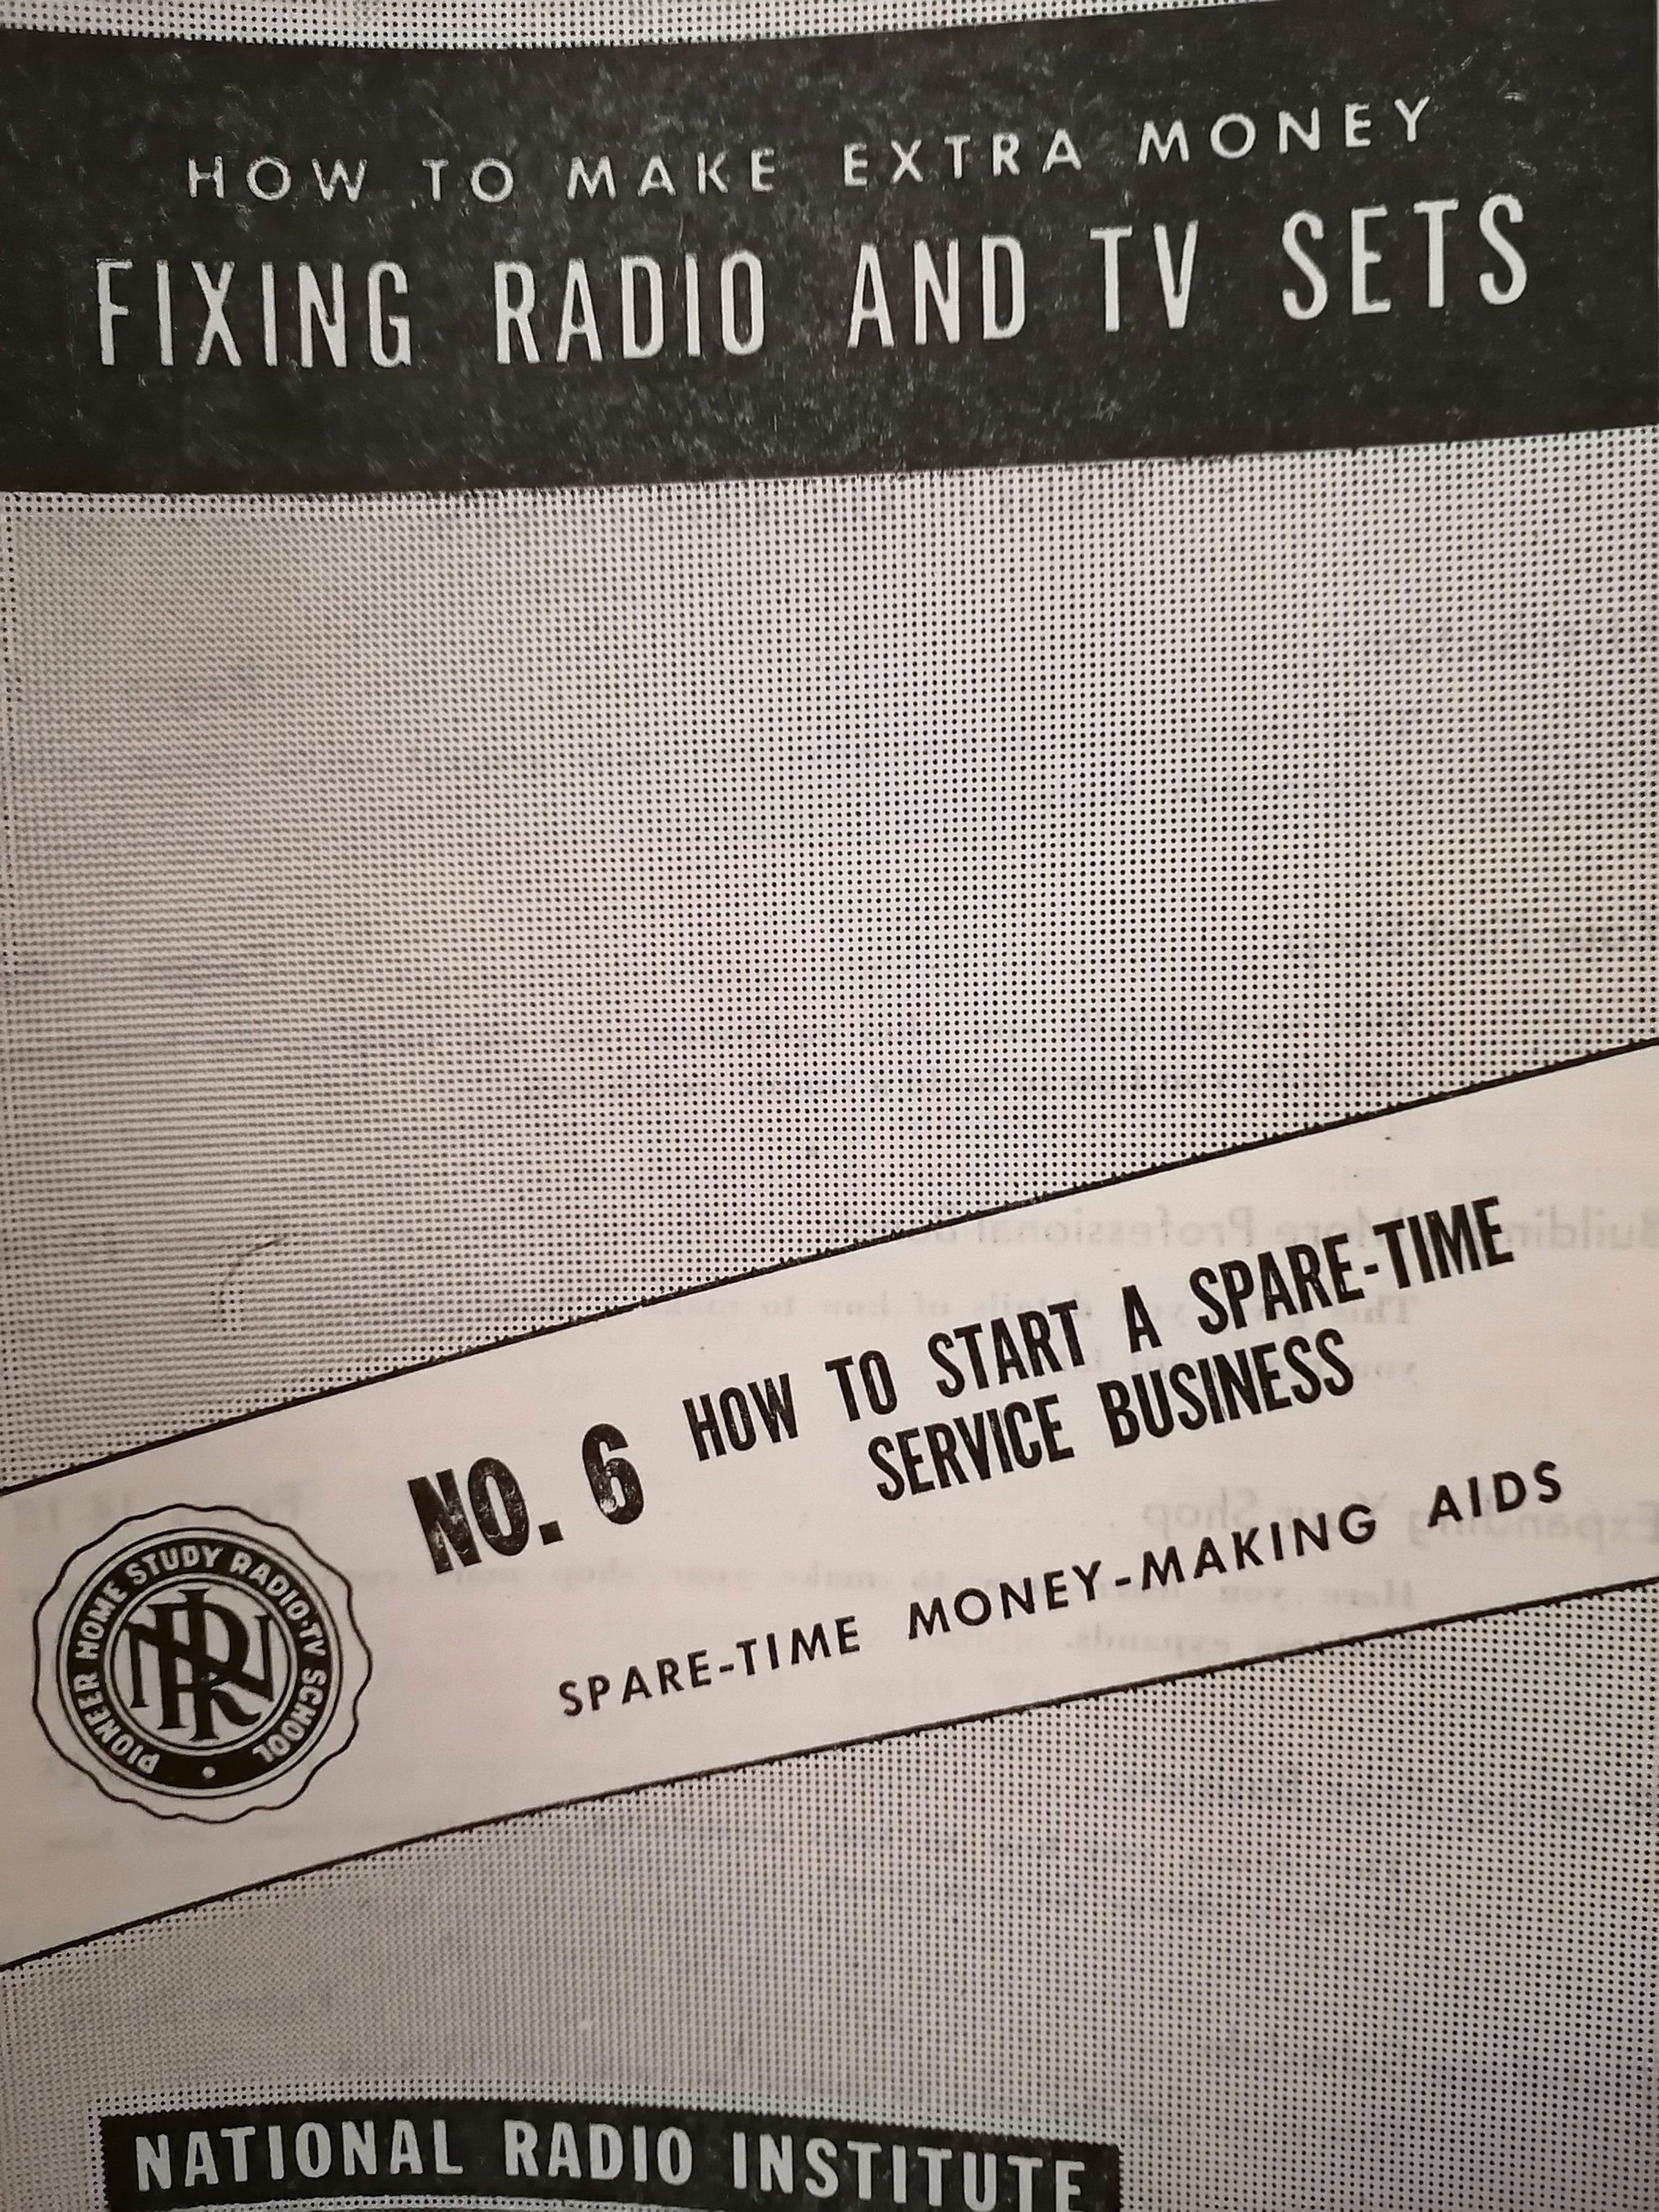 HOW TO MAKE EXTRA MONEY
FIXING RADIO AND TV SETS
NO. 6 HOW TO START A SPARE-TIME
SERVICE BUSINESS
SPARE-TIME MONEY-MAKING AIDS
PIONEER HOME STUDY RADIO-TV SCHOOL
NRI
NATIONAL RADIO INSTITUTE